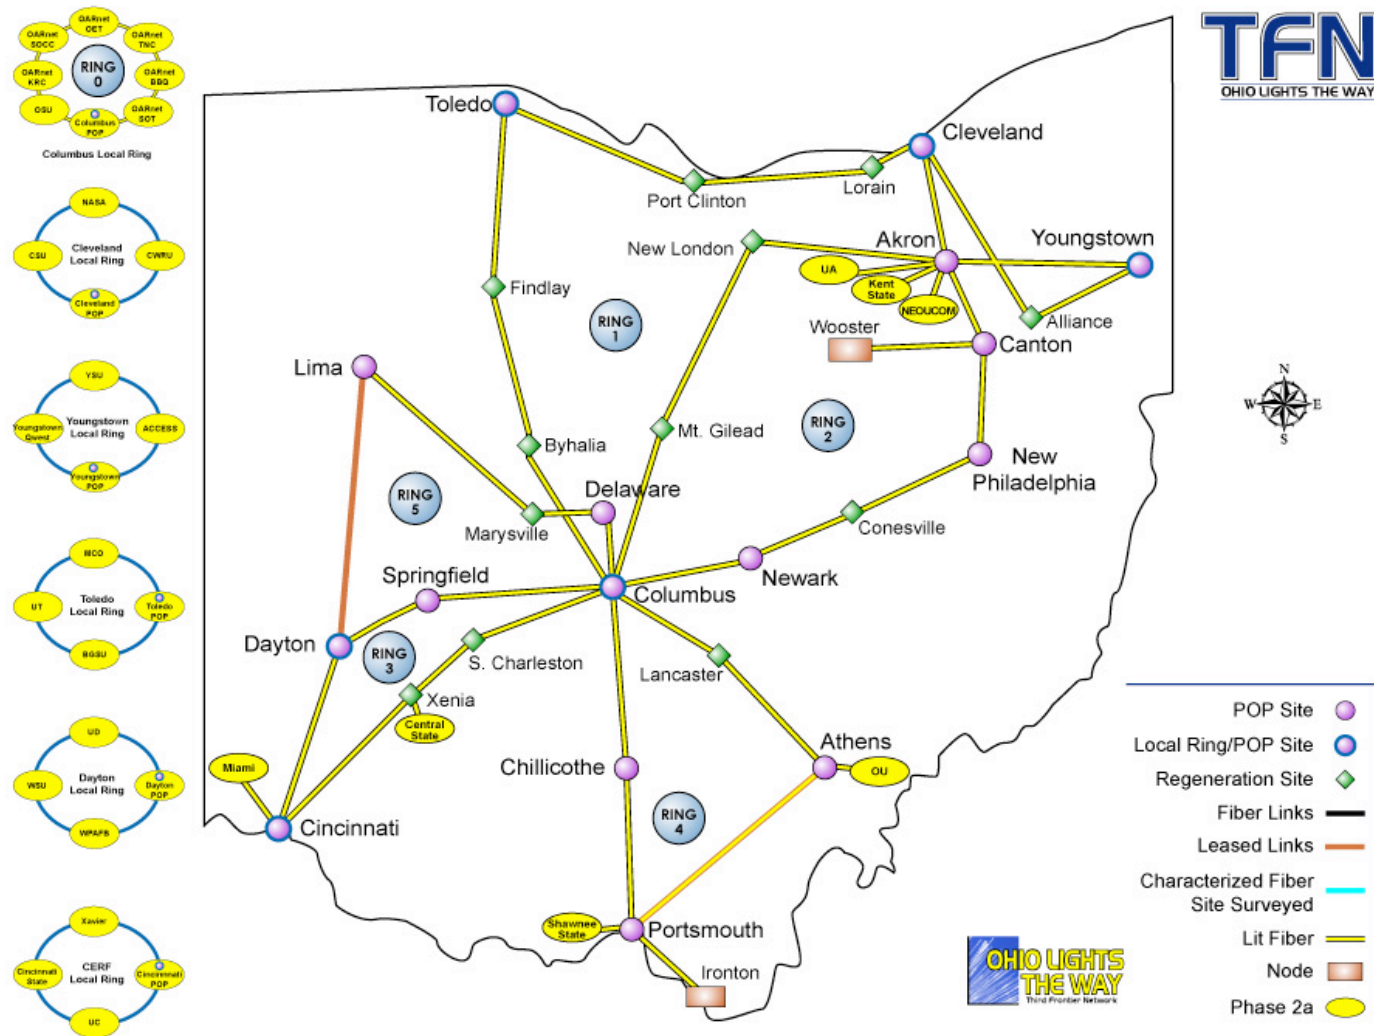 OARnet
OET
OARnet
SOCC
OARnet
TNC
RING
0
OARnet
KRC
OARnet
BBQ
OSU
Columbus
POP
OARnet
SOT
Columbus Local Ring
NASA
Cleveland
Local Ring
CSU
CWRU
Cleveland
POP
YSU
Youngstown
Local Ring
Youngstown
Qwest
ACCESS
Youngstown
POP
MCO
Toledo
Local Ring
UT
Toledo
POP
BGSU
UD
Dayton
Local Ring
WSU
Dayton
POP
WPAFB
Xavier
CERF
Local Ring
Cincinnati
State
Cincinnati
POP
UC
TFN
OHIO LIGHTS THE WAY
Toledo
Cleveland
Port Clinton
Lorain
New London
Akron
Youngstown
UA
Kent
State
NEOUCOM
Findlay
RING
1
Wooster
Alliance
Canton
Lima
Byhalia
Mt. Gilead
RING
2
New
Philadelphia
RING
5
Delaware
Marysville
Conesville
Springfield
Columbus
Newark
Dayton
RING
3
S. Charleston
Lancaster
Xenia
Central
State
Miami
Chillicothe
Athens
OU
Cincinnati
RING
4
Shawnee
State
Portsmouth
Ironton
N
W
E
S
POP Site
Local Ring/POP Site
Regeneration Site
Fiber Links
Leased Links
Characterized Fiber
Site Surveyed
Lit Fiber
Node
Phase 2a
OHIO LIGHTS
THE WAY
Third Frontier Network